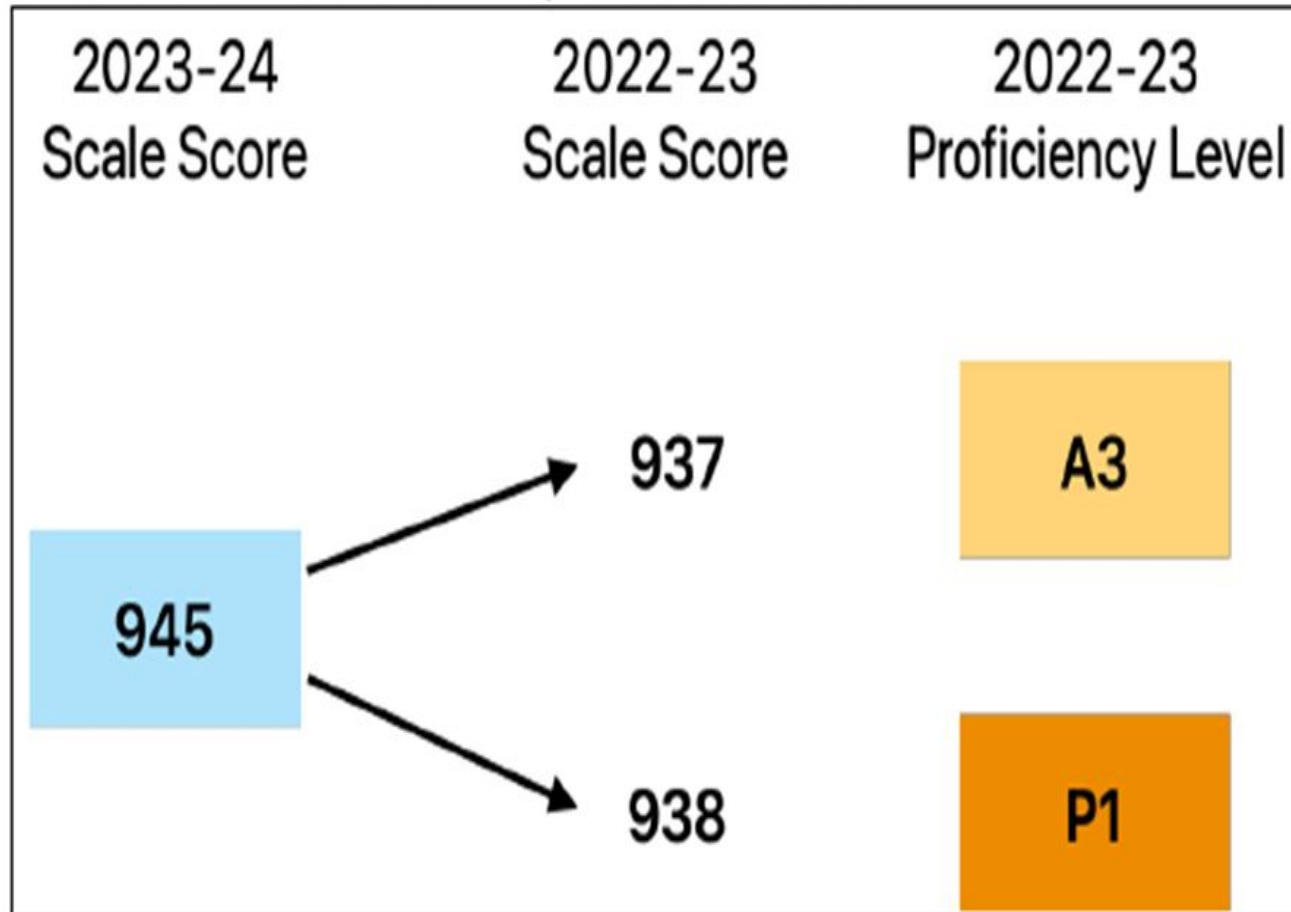 2023-24
Scale Score
2022-23
Scale Score
2022-23
Proficiency Level
937
A3
945
938
P1